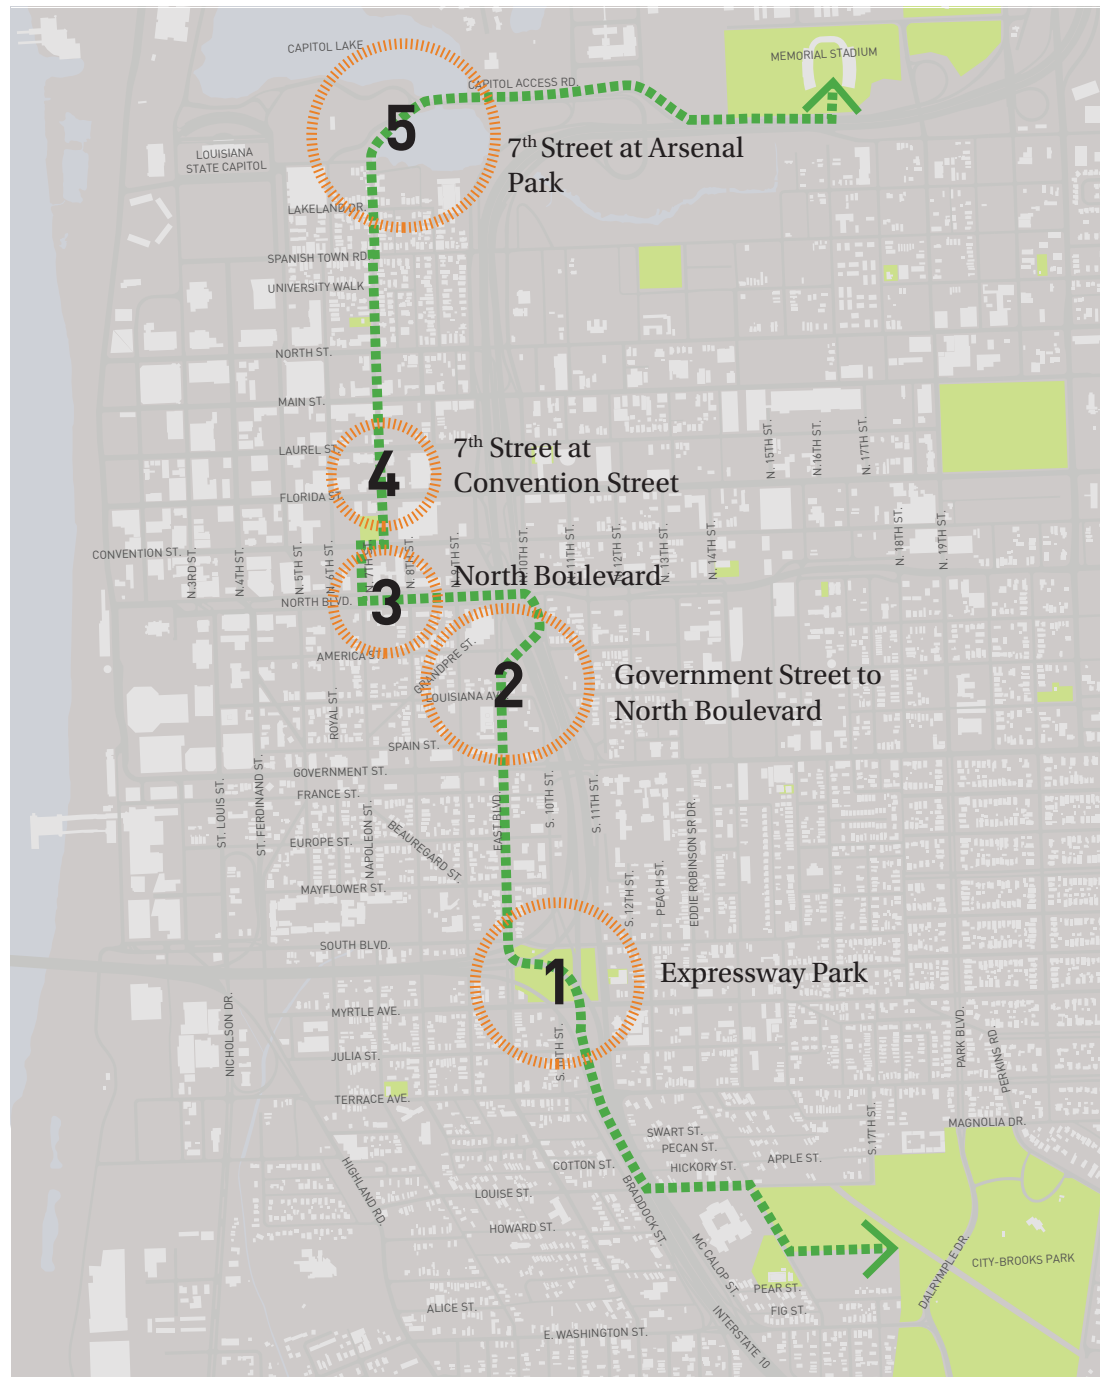 CAPITOL LAKE
MEMORIAL STADIUM
CAPITOL ACCESS RD.
5
7th Street at Arsenal
Park
LOUISIANA
STATE CAPITOL
LAKELAND DR.
SPANISH TOWN RD.
UNIVERSITY WALK
NORTH ST.
MAIN ST.
LAUREL ST.
4
7th Street at
Convention Street
N. 15TH ST.
N. 16TH ST.
N. 17TH ST.
FLORIDA ST.
CONVENTION ST.
N. 3RD ST.
N. 4TH ST.
N. 5TH ST.
N. 6TH ST.
N. 7TH ST.
N. 8TH ST.
N. 9TH ST.
N. 10TH ST.
N. 11TH ST.
N. 12TH ST.
N. 13TH ST.
N. 14TH ST.
N. 18TH ST.
N. 19TH ST.
NORTH BLVD.
3
North Boulevard
AMERICA ST.
GRANDPRE ST.
2
Government Street to
North Boulevard
LOUISIANA AV
ROYAL ST.
SPAIN ST.
GOVERNMENT ST.
FRANCE ST.
ST. LOUIS ST.
ST. FERDINAND ST.
NAPOLEON ST.
BEAUREGARD ST.
EAST BLVD.
S. 10TH ST.
S. 11TH ST.
EUROPE ST.
MAYFLOWER ST.
S. 12TH ST.
PEACH ST.
EDDIE ROBINSON SR DR.
SOUTH BLVD.
1
Expressway Park
NICHOLSON DR.
MYRTLE AVE.
JULIA ST.
S. 10TH ST.
PARK BLVD.
PERKINS RD.
TERRACE AVE.
SWART ST.
PECAN ST.
HICKORY ST.
APPLE ST.
S. 17TH ST.
MAGNOLIA DR.
HIGHLAND RD.
COTTON ST.
LOUISE ST.
HOWARD ST.
BRADDOCK ST.
MC CALOP ST.
DALRYMPLE DR.
CITY-BROOKS PARK
PEAR ST.
FIG ST.
ALICE ST.
E. WASHINGTON ST.
INTERSTATE 10